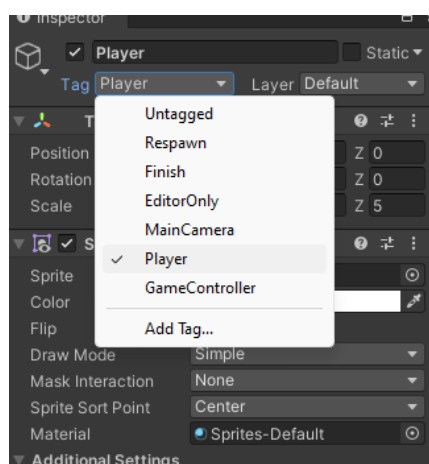 Inspector
Player Static
Tag Player Layer Default
Untagged
Respawn
Finish
EditorOnly
MainCamera
Player
GameController
Add Tag...
T
Position Z 0
Rotation Z 0
Scale Z 5
S
Sprite
Color
Flip
Draw Mode Simple
Mask Interaction None
Sprite Sort Point Center
Material Sprites-Default
Additional Settings